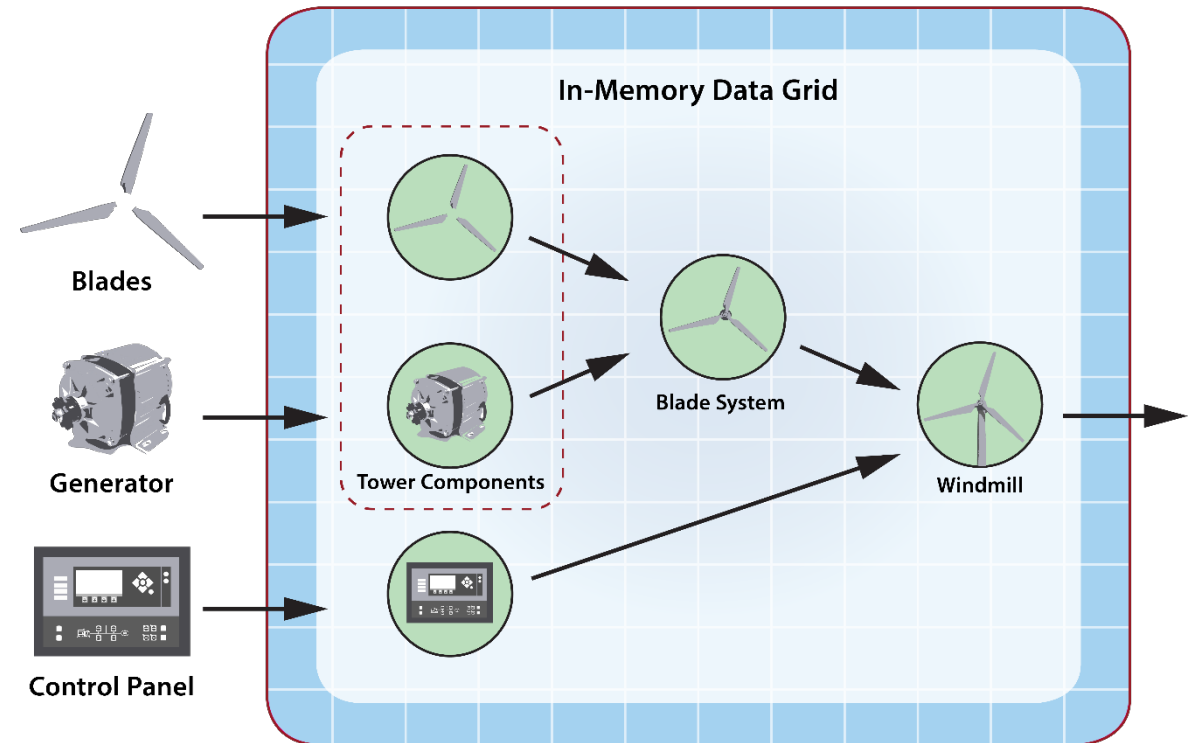 In-Memory Data Grid
Blades
Generator
Control Panel
Tower Components
Blade System
Windmill